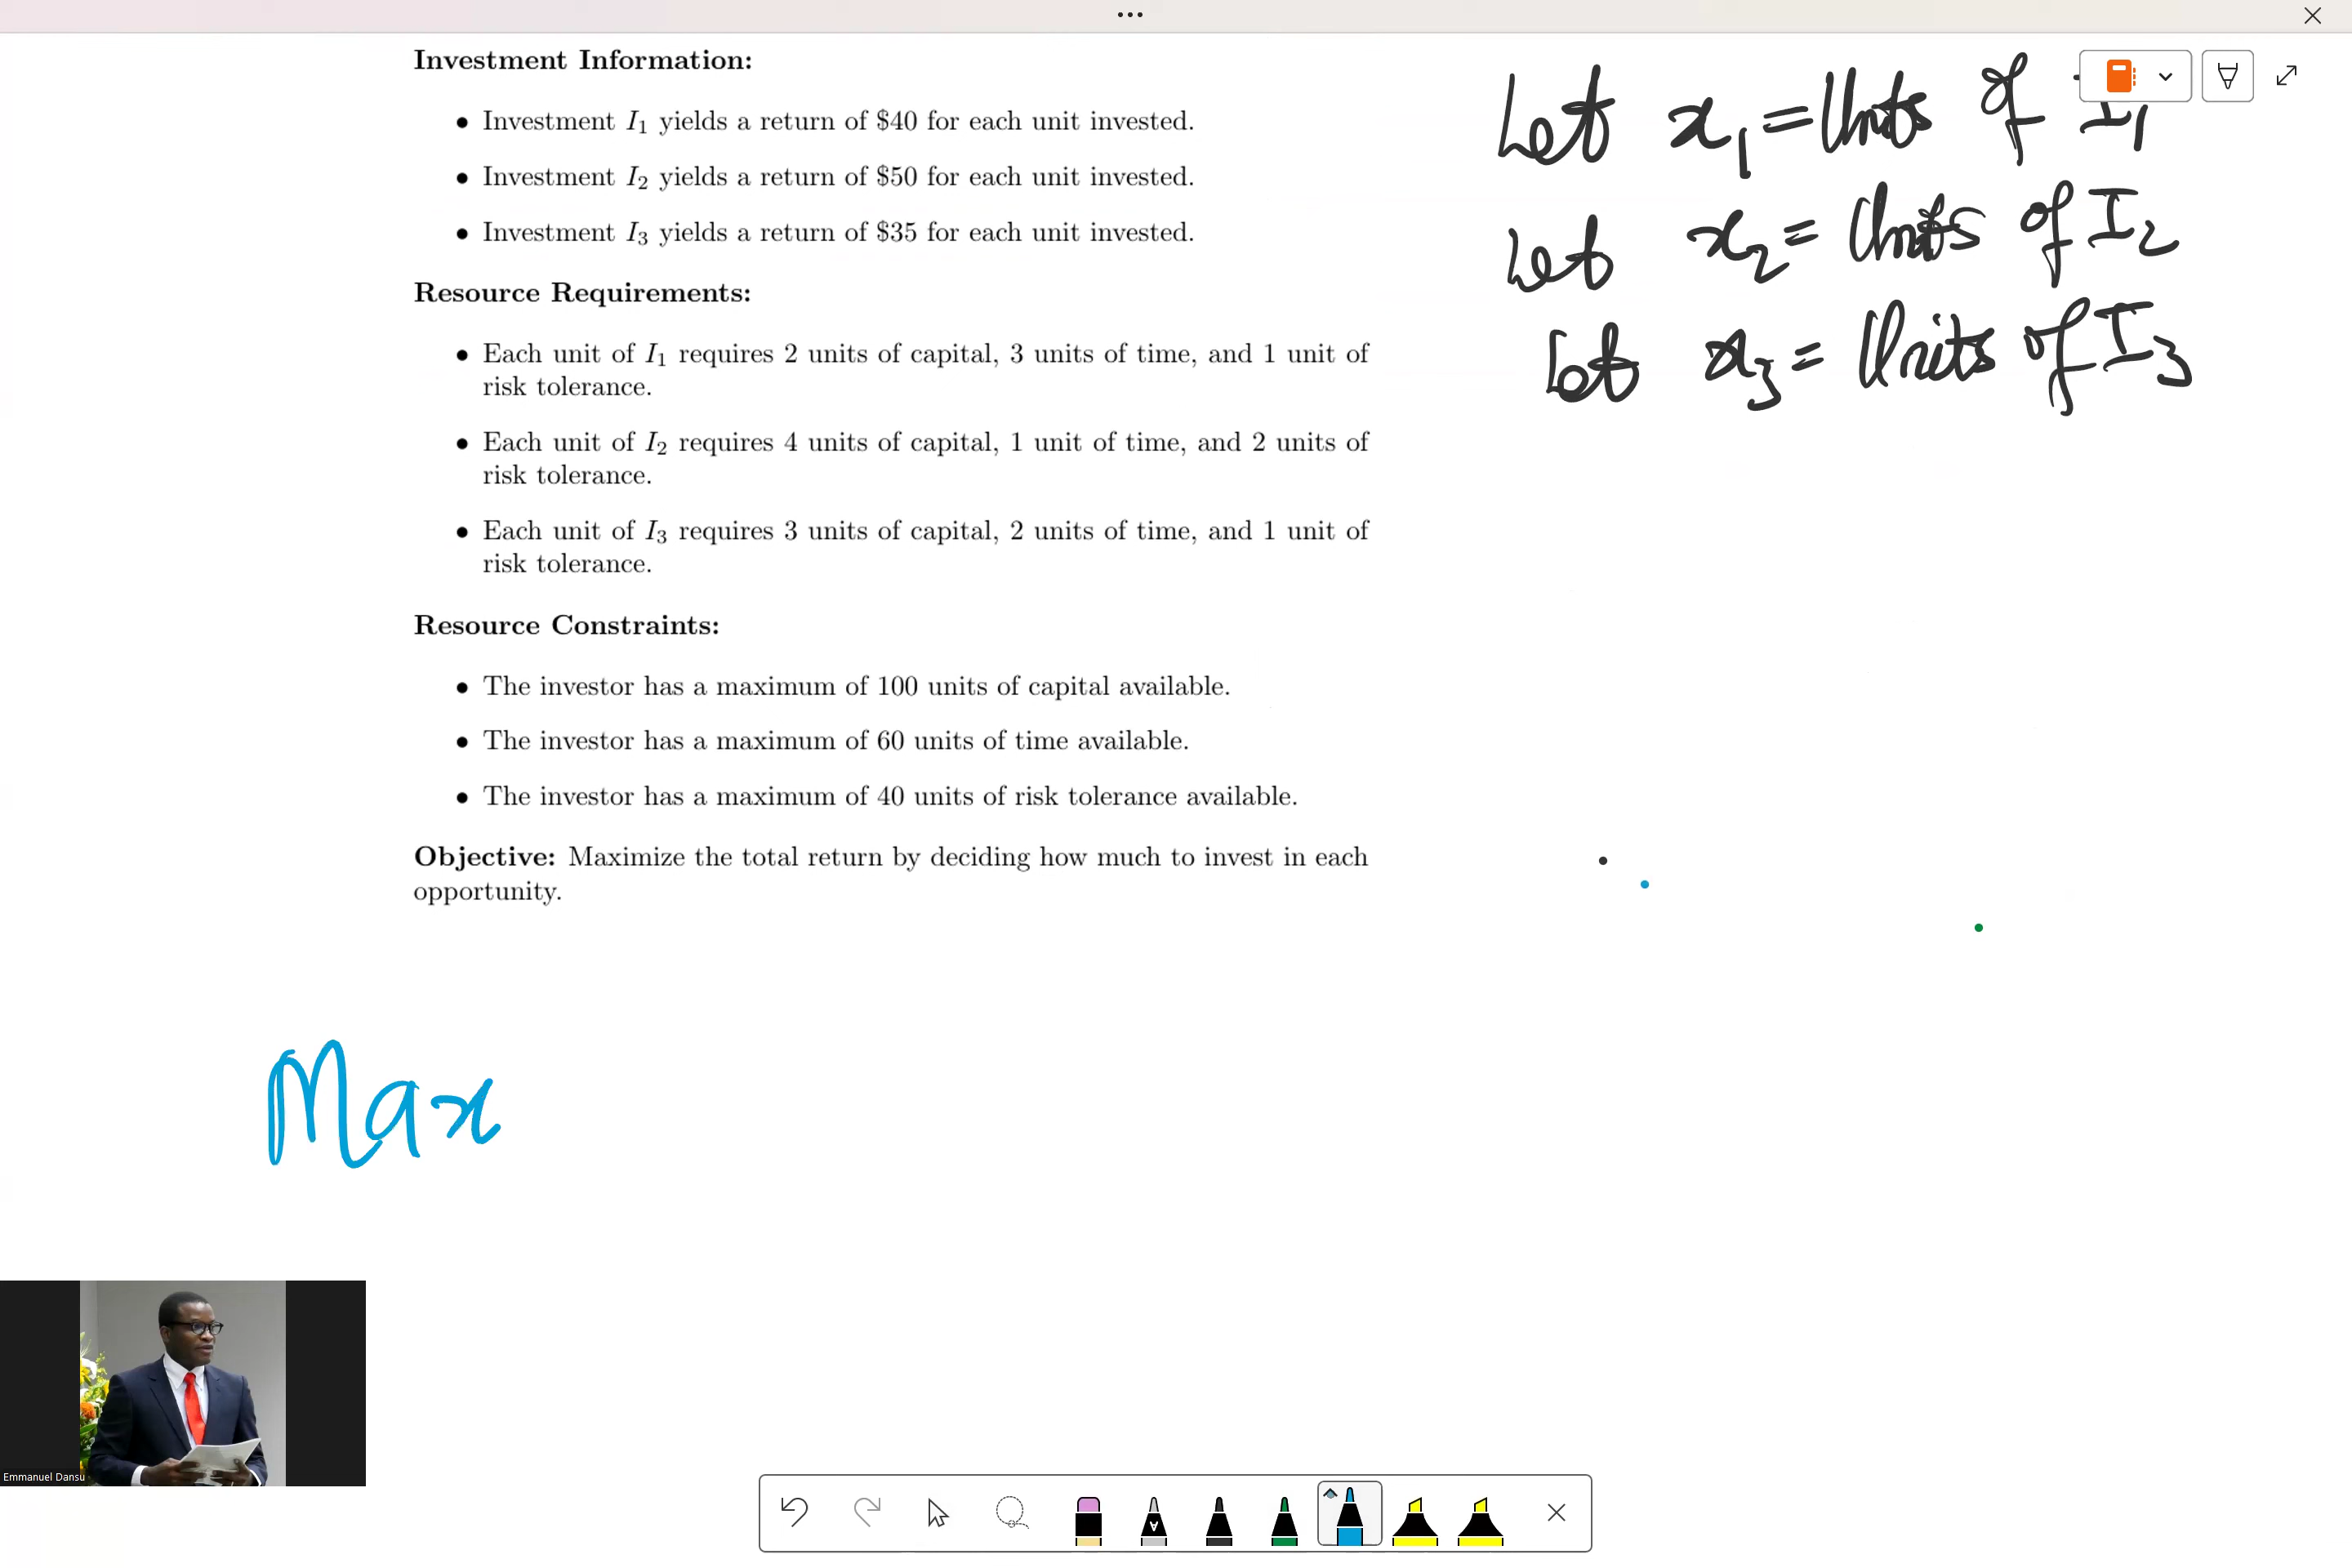 Investment Information:
• Investment I₁ yields a return of $40 for each unit invested.
• Investment I₂ yields a return of $50 for each unit invested.
• Investment I₃ yields a return of $35 for each unit invested.
Resource Requirements:
• Each unit of I₁ requires 2 units of capital, 3 units of time, and 1 unit of
risk tolerance.
• Each unit of I₂ requires 4 units of capital, 1 unit of time, and 2 units of
risk tolerance.
• Each unit of I₃ requires 3 units of capital, 2 units of time, and 1 unit of
risk tolerance.
Resource Constraints:
• The investor has a maximum of 100 units of capital available.
• The investor has a maximum of 60 units of time available.
• The investor has a maximum of 40 units of risk tolerance available.
Objective: Maximize the total return by deciding how much to invest in each
opportunity.
Let x₁ = Units of I₁
Let x₂ = Units of I₂
Let x₃ = Units of I₃
Max
Emmanuel Dansu